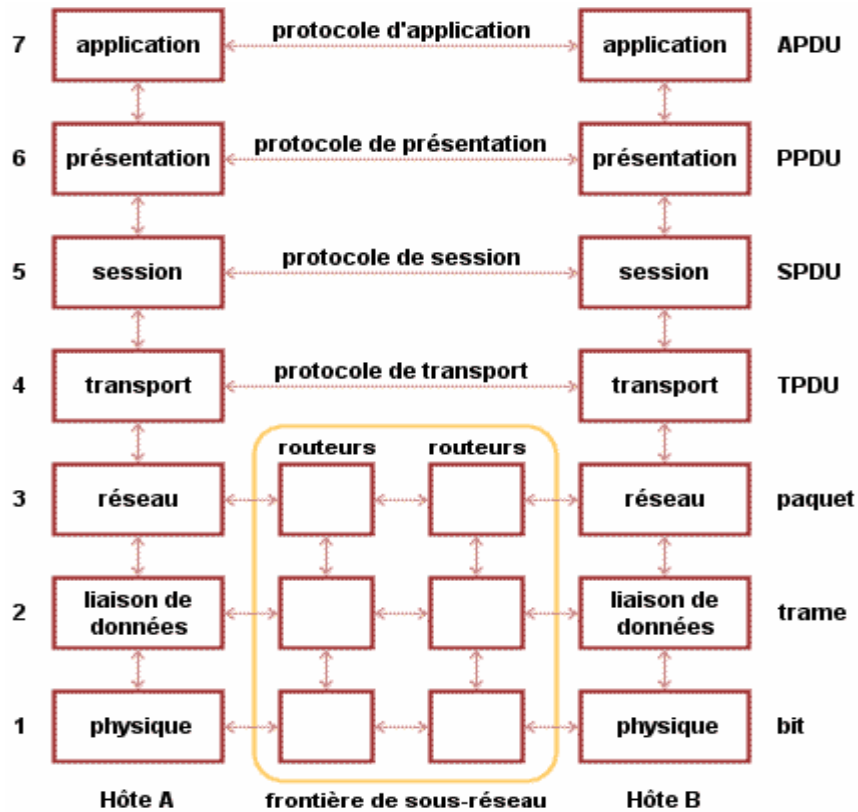 7 application protocole d'application application APDU
6 présentation protocole de présentation présentation PPDU
5 session protocole de session session SPDU
4 transport protocole de transport transport TPDU
routeurs routeurs
3 réseau réseau paquet
2 liaison de données liaison de données trame
1 physique physique bit
Hôte A frontière de sous-réseau Hôte B